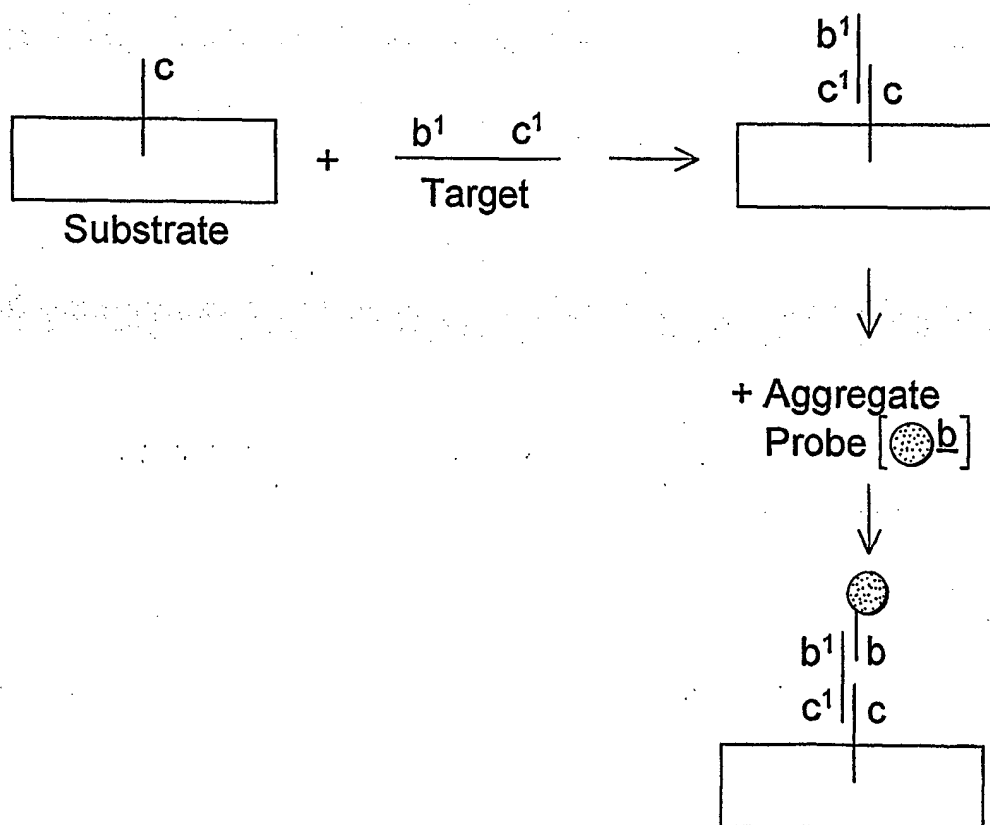 c
Substrate
+
b¹ c¹
Target
b¹
c¹ c
+ Aggregate
Probe [b]
b¹ b
c¹ c